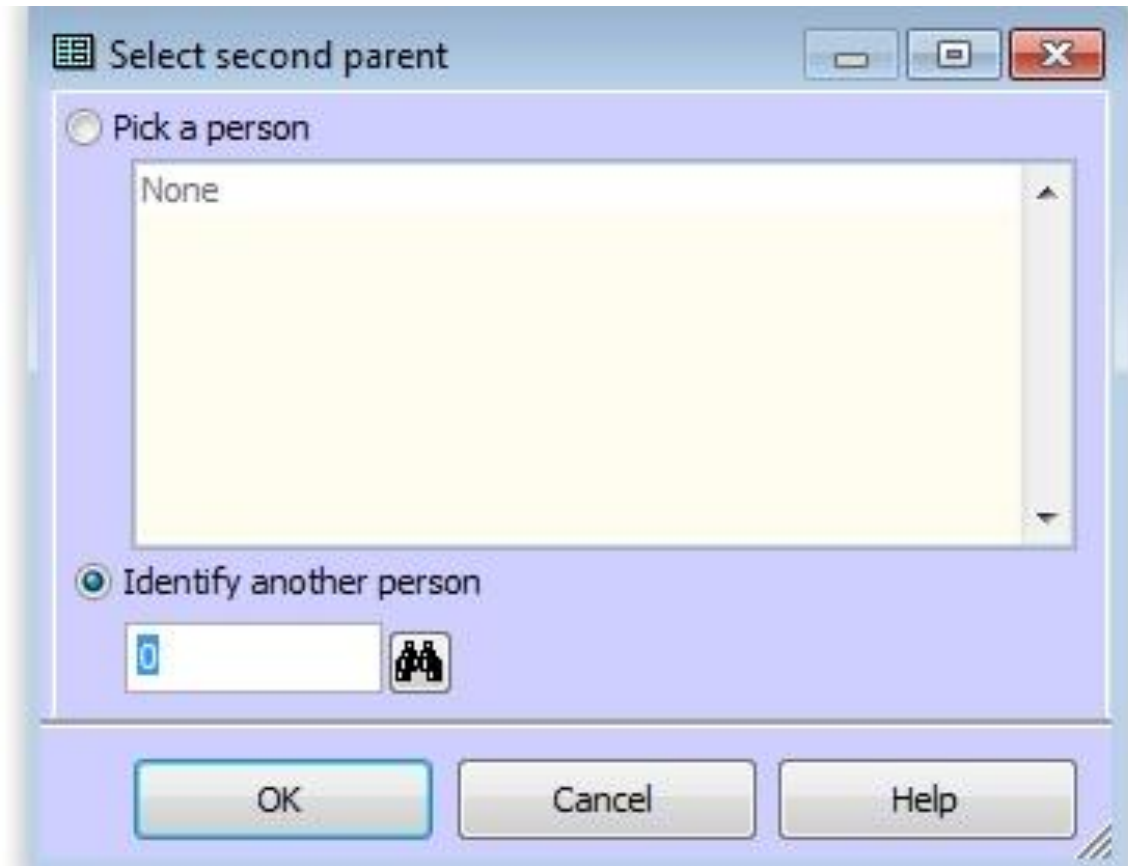 Select second parent
Pick a person
None
Identify another person
0
OK Cancel Help